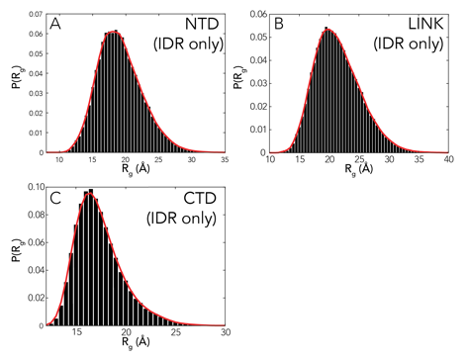 A
NTD
(IDR only)
P(Rg)
0.07
0.06
0.05
0.04
0.03
0.02
0.01
0
10 15 20 25 30 35
Rg (Å)
B
LINK
(IDR only)
P(Rg)
0.06
0.05
0.04
0.03
0.02
0.01
0
10 15 20 25 30 35 40
Rg (Å)
C
CTD
(IDR only)
P(Rg)
0.10
0.08
0.06
0.04
0.02
0
15 20 25 30
Rg (Å)